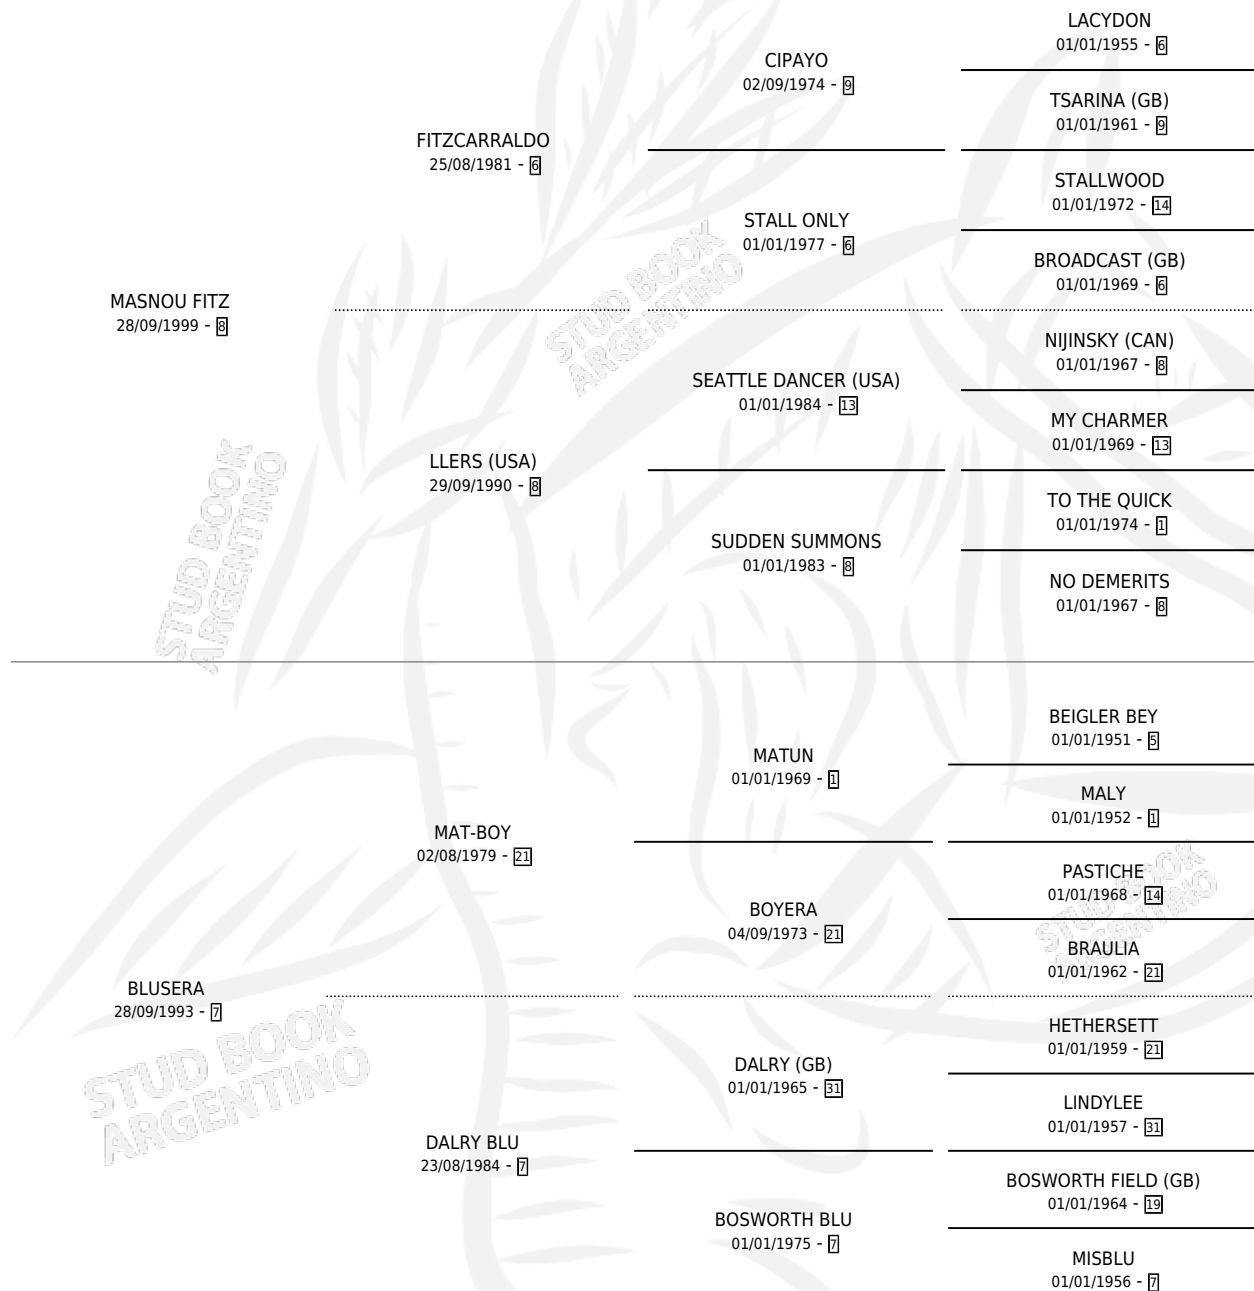 LACYDON
01/01/1955 - 6
CIPAYO
02/09/1974 - 9
TSARINA (GB)
01/01/1961 - 9
FITZCARRALDO
25/08/1981 - 6
STALLWOOD
01/01/1972 - 14
STALL ONLY
01/01/1977 - 6
BROADCAST (GB)
01/01/1969 - 6
MASNOU FITZ
28/09/1999 - 8
NIJINSKY (CAN)
01/01/1967 - 8
SEATTLE DANCER (USA)
01/01/1984 - 13
MY CHARMER
01/01/1969 - 13
LLERS (USA)
29/09/1990 - 8
TO THE QUICK
01/01/1974 - 1
SUDDEN SUMMONS
01/01/1983 - 8
NO DEMERITS
01/01/1967 - 8
BEIGLER BEY
01/01/1951 - 5
MATUN
01/01/1969 - 1
MALY
01/01/1952 - 1
MAT-BOY
02/08/1979 - 21
PASTICHE
01/01/1968 - 14
BOYERA
04/09/1973 - 21
BRAULIA
01/01/1962 - 21
BLUSERA
28/09/1993 - 7
HETHERSETT
01/01/1959 - 21
DALRY (GB)
01/01/1965 - 31
LINDYLEE
01/01/1957 - 31
DALRY BLU
23/08/1984 - 7
BOSWORTH FIELD (GB)
01/01/1964 - 19
BOSWORTH BLU
01/01/1975 - 7
MISBLU
01/01/1956 - 7
STUD BOOK
ARGENTINO
STUD BOOK
ARGENTINO
STUD BOOK
ARGENTINO
STUD BOOK
ARGENTINO